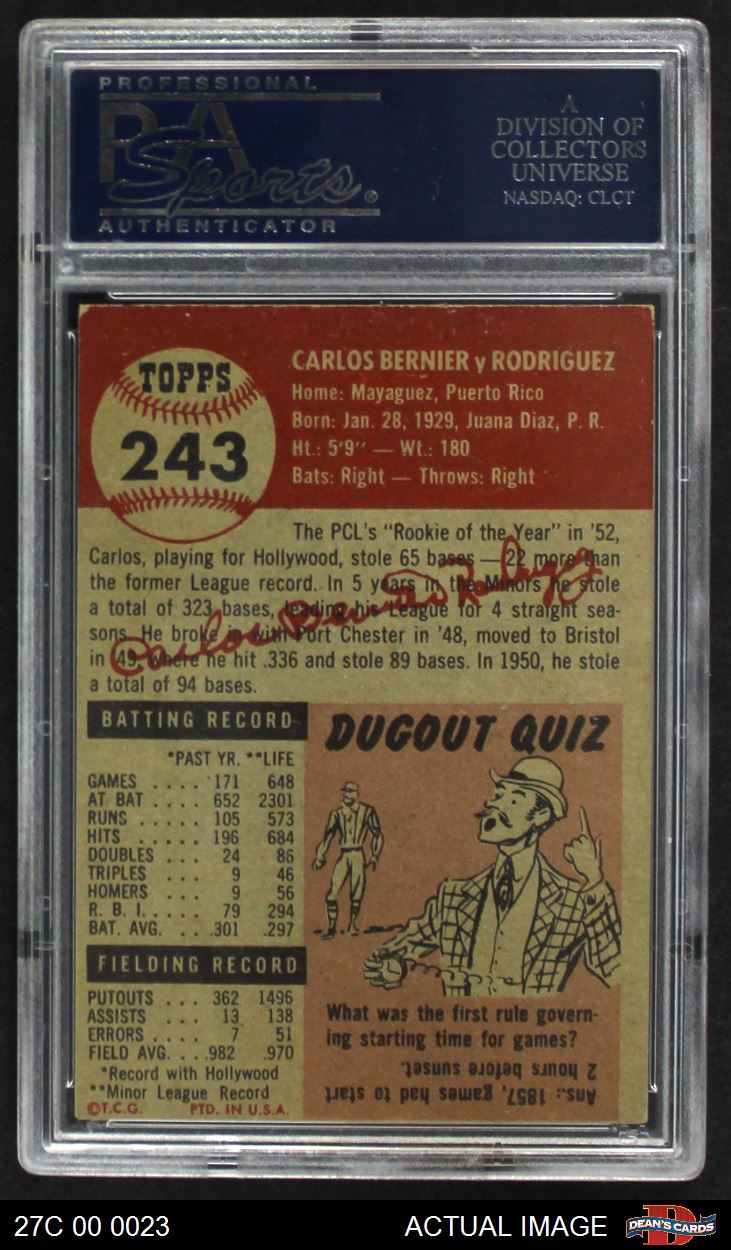 PROFESSIONAL
PSA
Sports®
AUTHENTICATOR
A
DIVISION OF
COLLECTORS
UNIVERSE
NASDAQ: CLCT
TOPPS
243
CARLOS BERNIER y RODRIGUEZ
Home: Mayaguez, Puerto Rico
Born: Jan. 28, 1929, Juana Diaz, P. R.
Ht.: 5'9" — Wt.: 180
Bats: Right — Throws: Right
The PCL's "Rookie of the Year" in '52,
Carlos, playing for Hollywood, stole 65 bases — 22 more than
the former League record. In 5 years in the Minors he stole
a total of 323 bases, leading his League for 4 straight sea-
sons. He broke in with Port Chester in '48, moved to Bristol
in '49, where he hit .336 and stole 89 bases. In 1950, he stole
a total of 94 bases.
Carlos Bernier Rodriguez
BATTING RECORD
*PAST YR. **LIFE
GAMES .... 171 648
AT BAT .... 652 2301
RUNS ..... 105 573
HITS ..... 196 684
DOUBLES ... 24 86
TRIPLES ... 9 46
HOMERS ... 9 56
R. B. I. .... 79 294
BAT. AVG. ... .301 .297
FIELDING RECORD
PUTOUTS ... 362 1496
ASSISTS ... 13 138
ERRORS .... 7 51
FIELD AVG. ... .982 .970
*Record with Hollywood
**Minor League Record
©T.C.G. PTD. IN U.S.A.
DUGOUT QUIZ
What was the first rule govern-
ing starting time for games?
Ans.: 1857, games had to start
2 hours before sunset.
27C 00 0023
ACTUAL IMAGE
D
DEAN'S CARDS